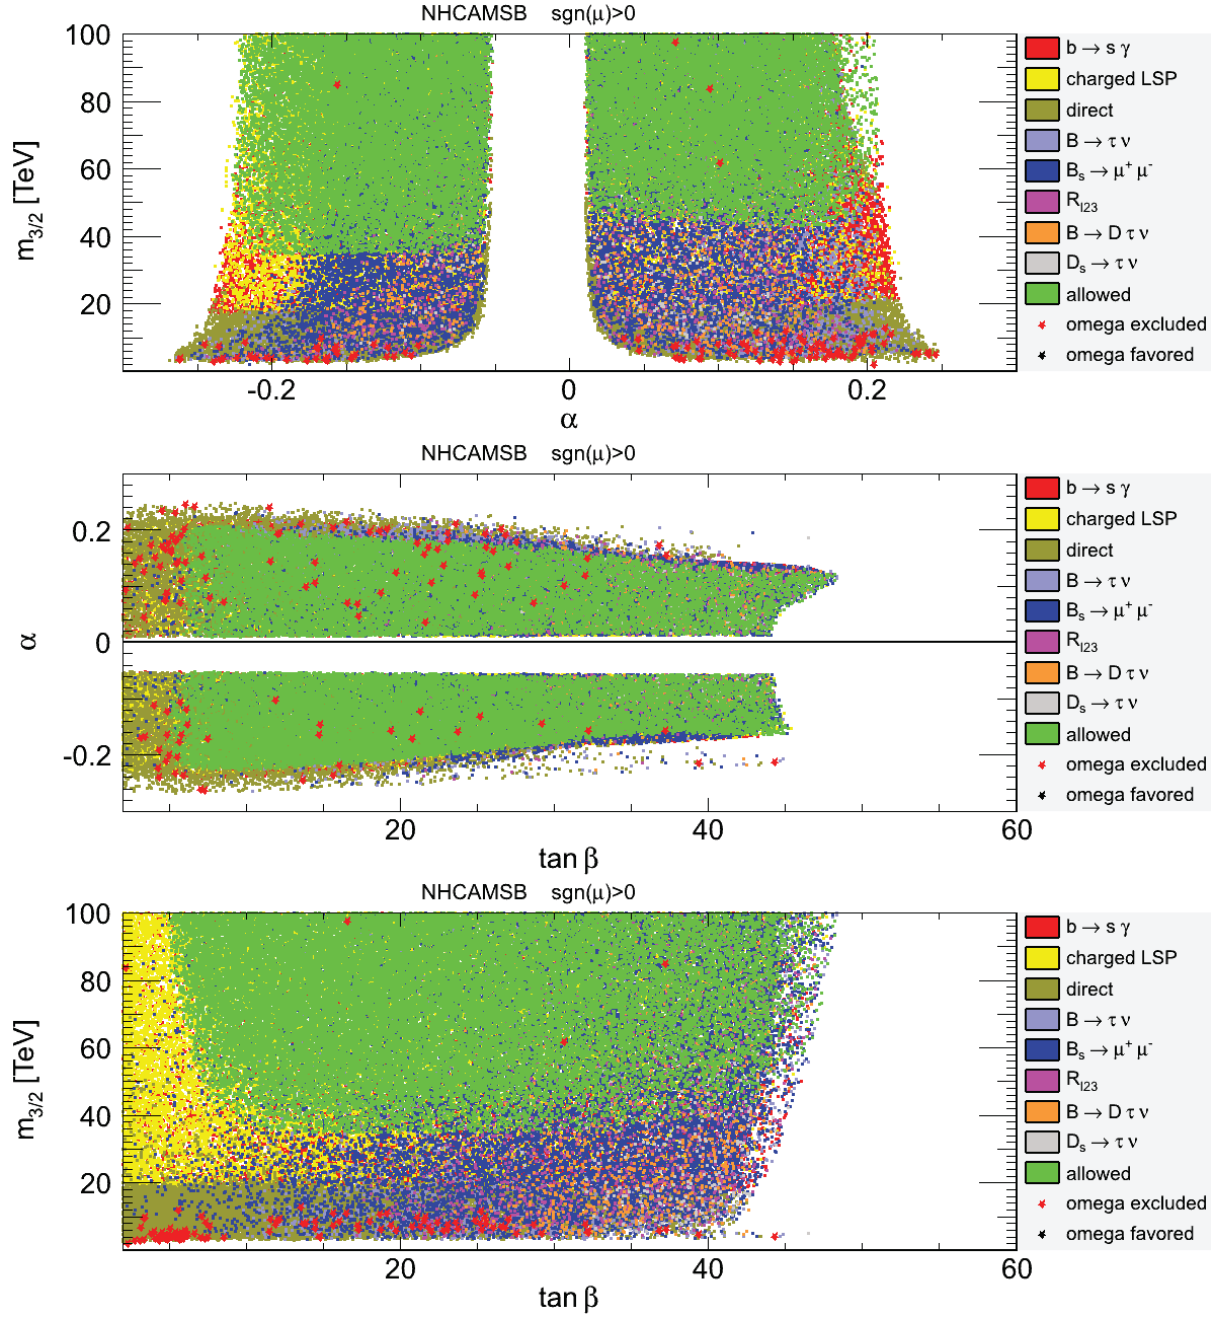 NHCAMSB sgn(μ)>0
100
80
60
40
20
m3/2 [TeV]
-0.2
0
0.2
α
b → s γ
charged LSP
direct
B → τ ν
Bs → μ+ μ-
Rl23
B → D τ ν
Ds → τ ν
allowed
omega excluded
omega favored
NHCAMSB sgn(μ)>0
0.2
0
-0.2
α
20
40
60
tan β
b → s γ
charged LSP
direct
B → τ ν
Bs → μ+ μ-
Rl23
B → D τ ν
Ds → τ ν
allowed
omega excluded
omega favored
NHCAMSB sgn(μ)>0
100
80
60
40
20
m3/2 [TeV]
20
40
60
tan β
b → s γ
charged LSP
direct
B → τ ν
Bs → μ+ μ-
Rl23
B → D τ ν
Ds → τ ν
allowed
omega excluded
omega favored